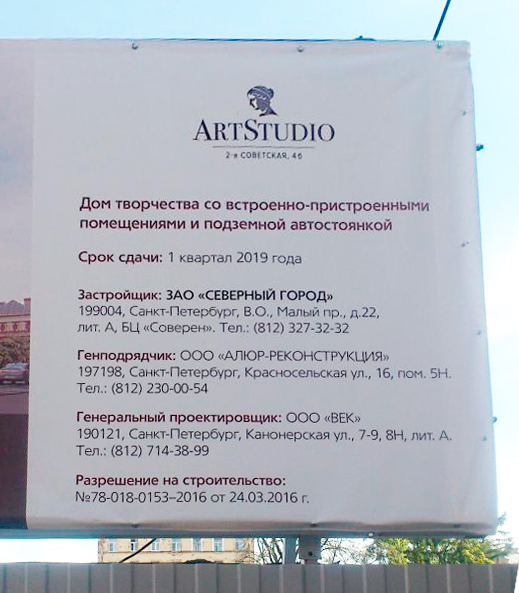 ARTSTUDIO
2-я СОВЕТСКАЯ, 4б
Дом творчества со встроенно-пристроенными
помещениями и подземной автостоянкой
Срок сдачи: 1 квартал 2019 года
Застройщик: ЗАО «СЕВЕРНЫЙ ГОРОД»
199004, Санкт-Петербург, В.О., Малый пр., д.22,
лит. А, БЦ «Соверен». Тел.: (812) 327-32-32
Генподрядчик: ООО «АЛЮР-РЕКОНСТРУКЦИЯ»
197198, Санкт-Петербург, Красносельская ул., 16, пом. 5Н.
Тел.: (812) 230-00-54
Генеральный проектировщик: ООО «ВЕК»
190121, Санкт-Петербург, Канонерская ул., 7-9, 8Н, лит. А.
Тел.: (812) 714-38-99
Разрешение на строительство:
№78-018-0153–2016 от 24.03.2016 г.